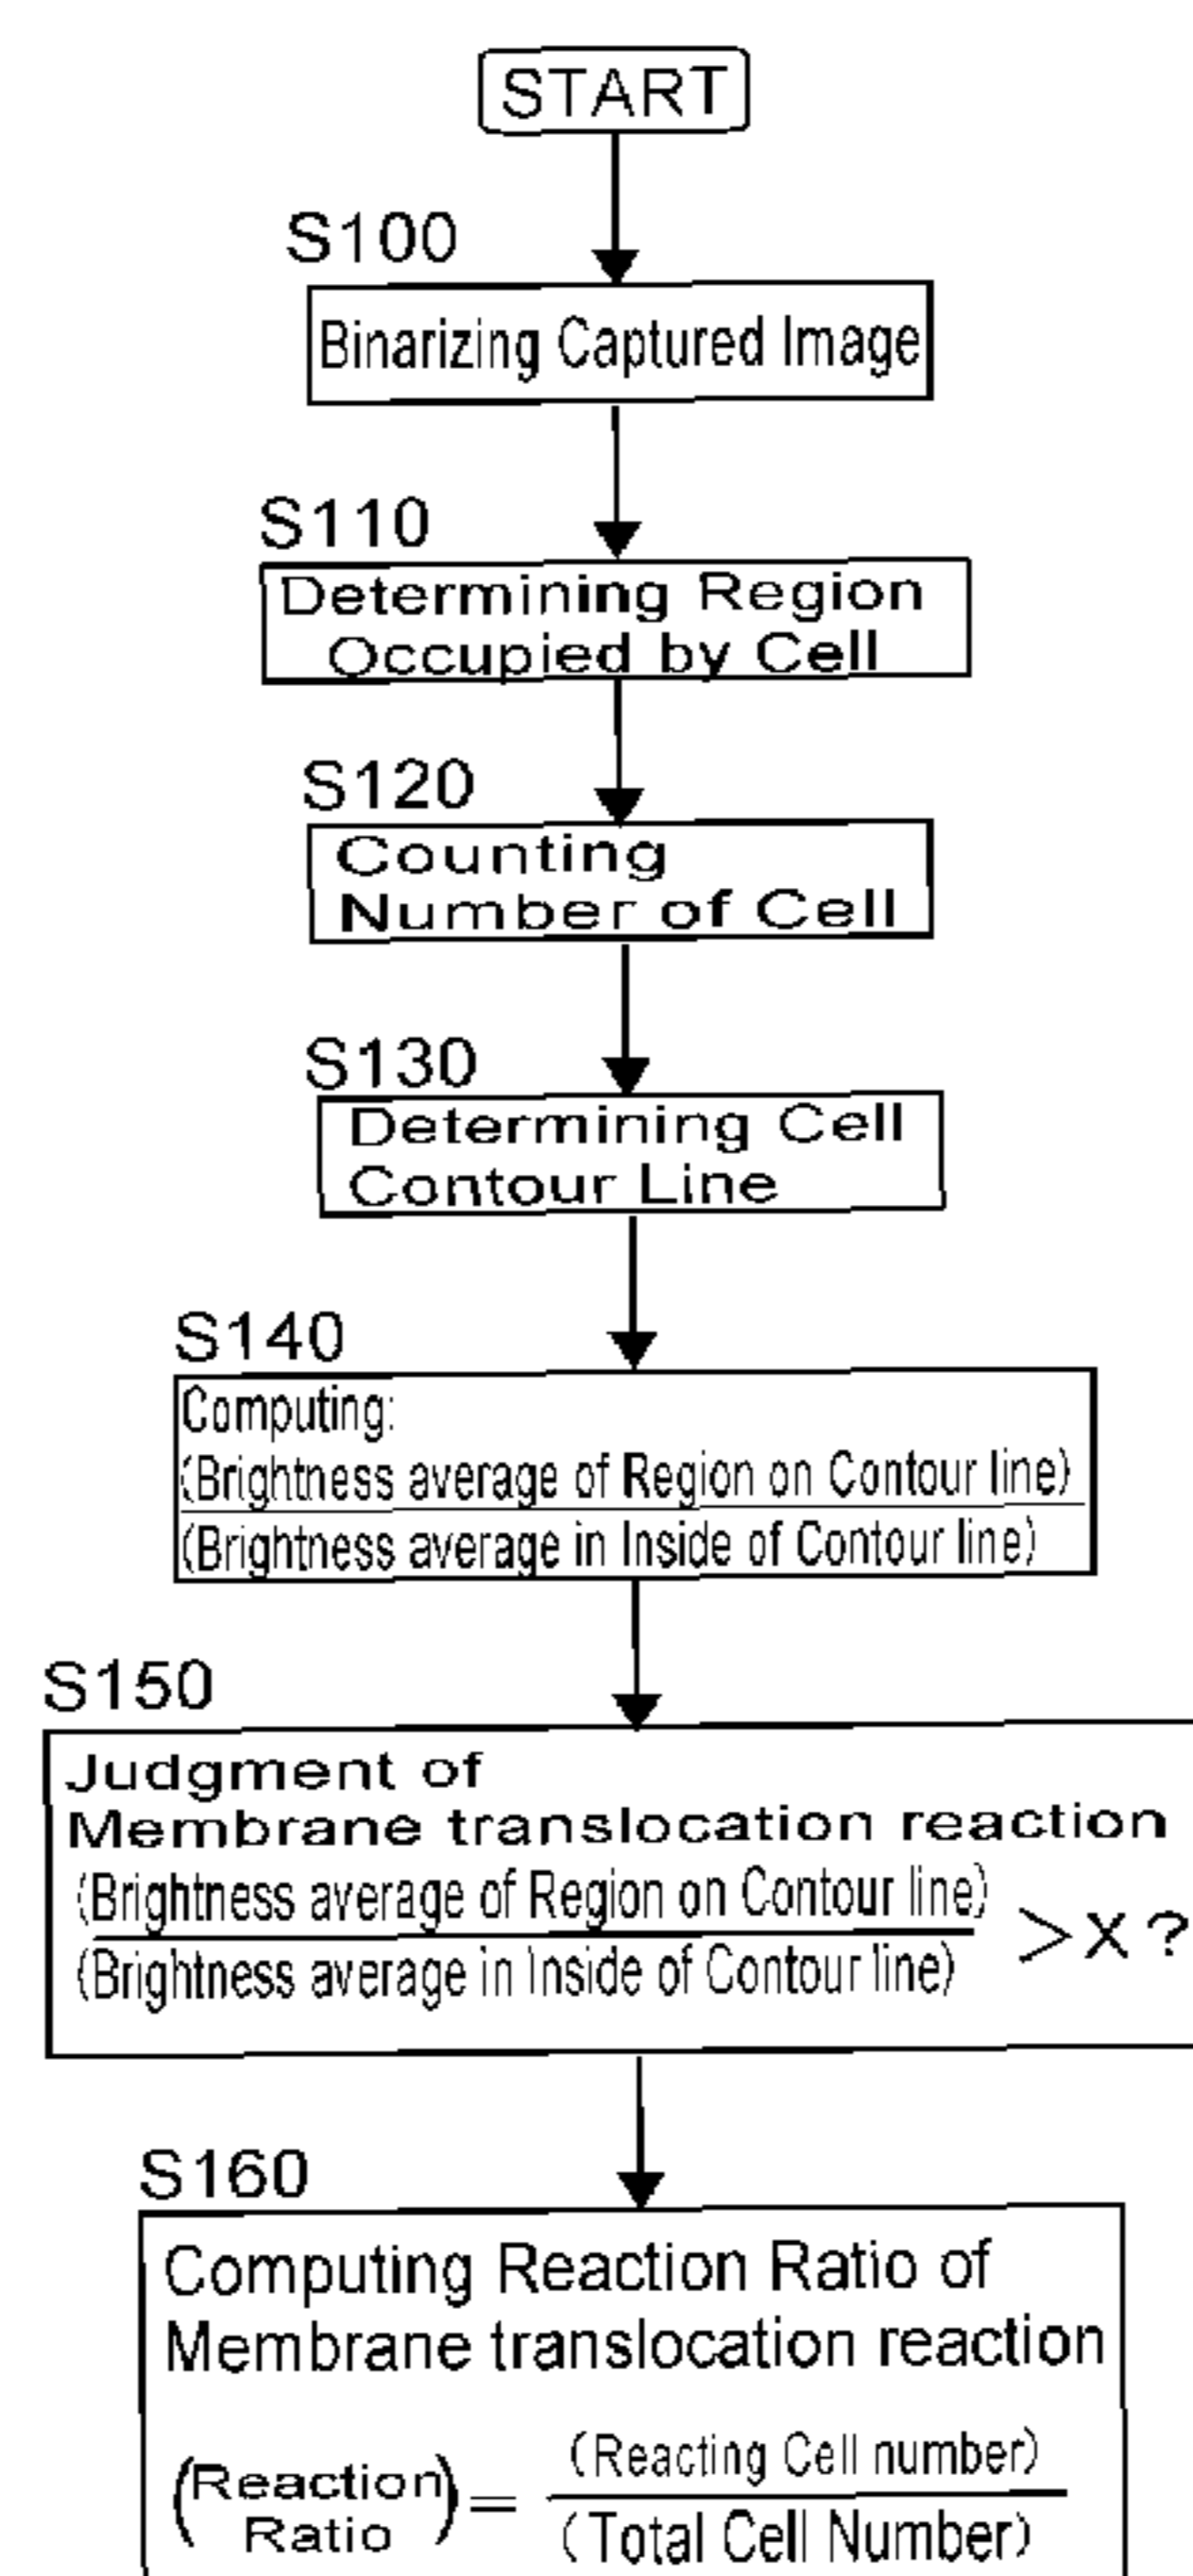 START
S100
Binarizing Captured Image
S110
Determining Region
Occupied by Cell
S120
Counting
Number of Cell
S130
Determining Cell
Contour Line
S140
Computing:
(Brightness average of Region on Contour line)
(Brightness average in Inside of Contour line)
S150
Judgment of
Membrane translocation reaction
(Brightness average of Region on Contour line)
(Brightness average in Inside of Contour line)
>X?
S160
Computing Reaction Ratio of
Membrane translocation reaction
(Reaction
Ratio) =
(Reacting Cell number)
(Total Cell Number)